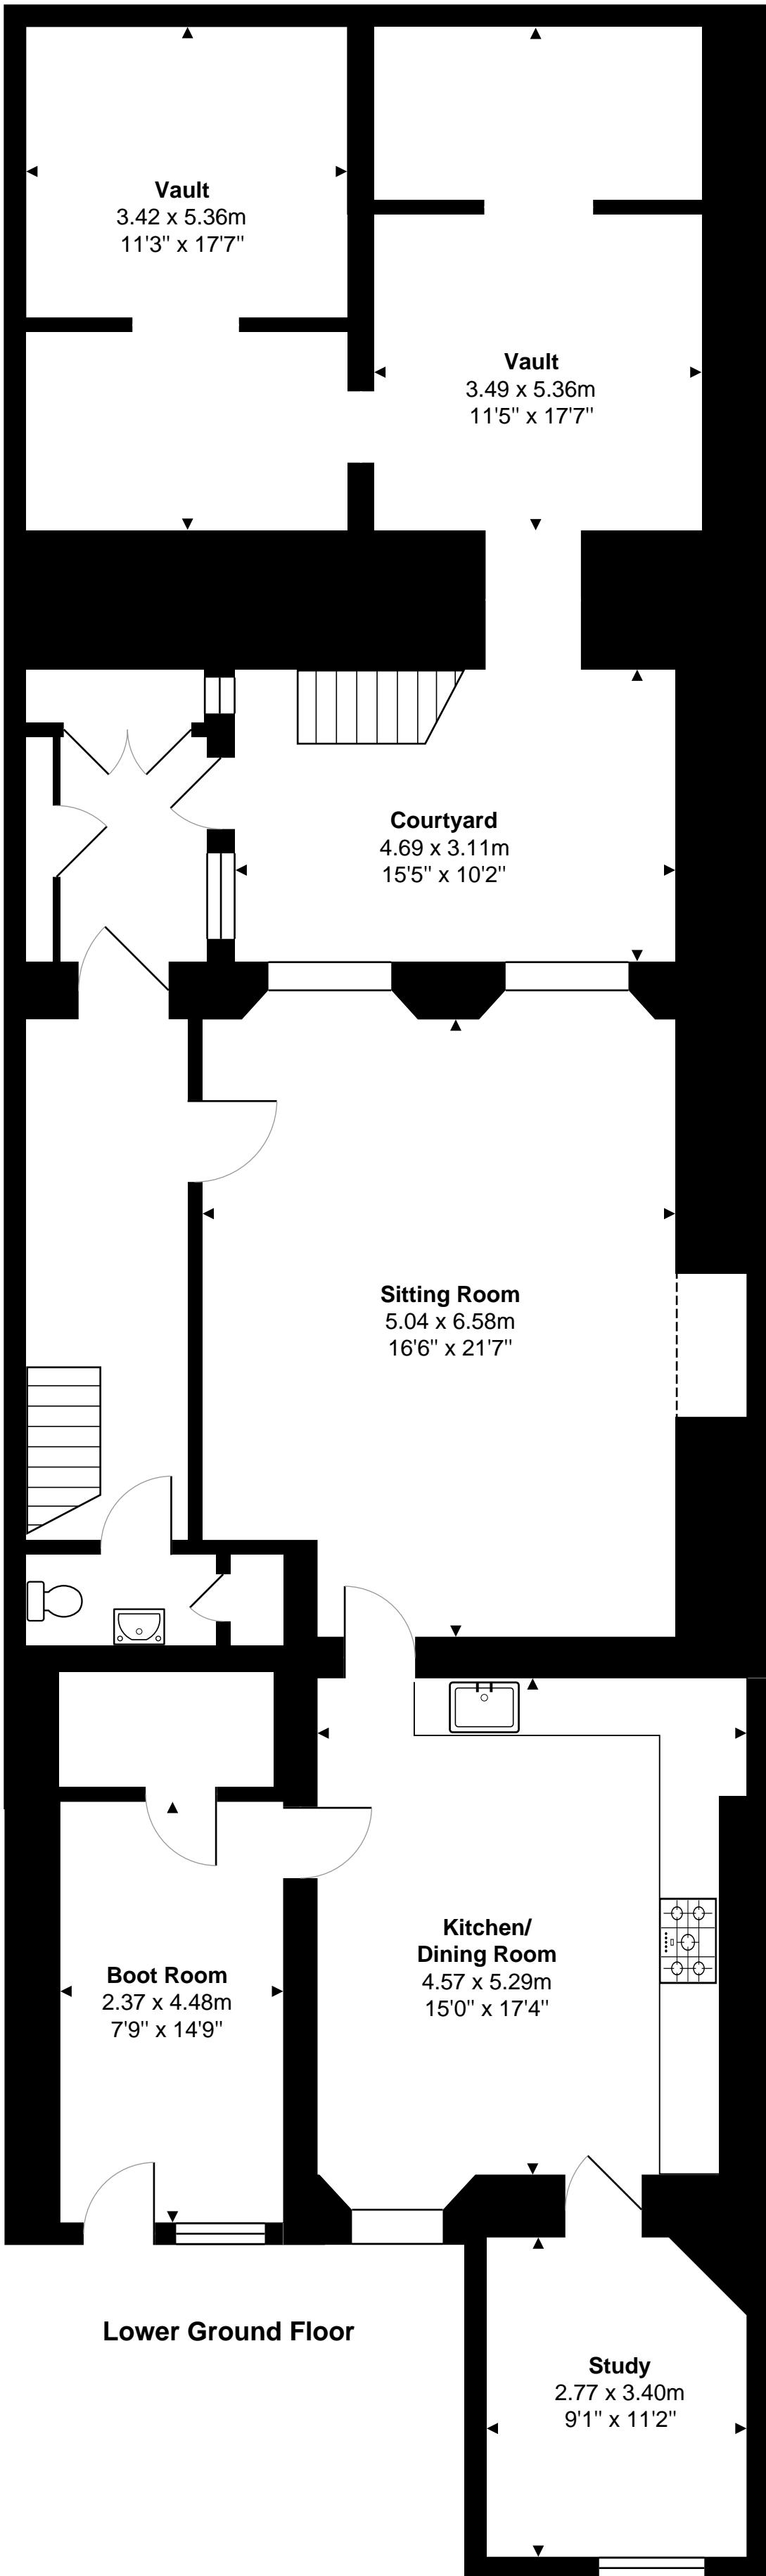 Vault
3.42 x 5.36m
11'3" x 17'7"
Vault
3.49 x 5.36m
11'5" x 17'7"
Courtyard
4.69 x 3.11m
15'5" x 10'2"
Sitting Room
5.04 x 6.58m
16'6" x 21'7"
Kitchen/
Dining Room
4.57 x 5.29m
15'0" x 17'4"
Boot Room
2.37 x 4.48m
7'9" x 14'9"
Lower Ground Floor
Study
2.77 x 3.40m
9'1" x 11'2"